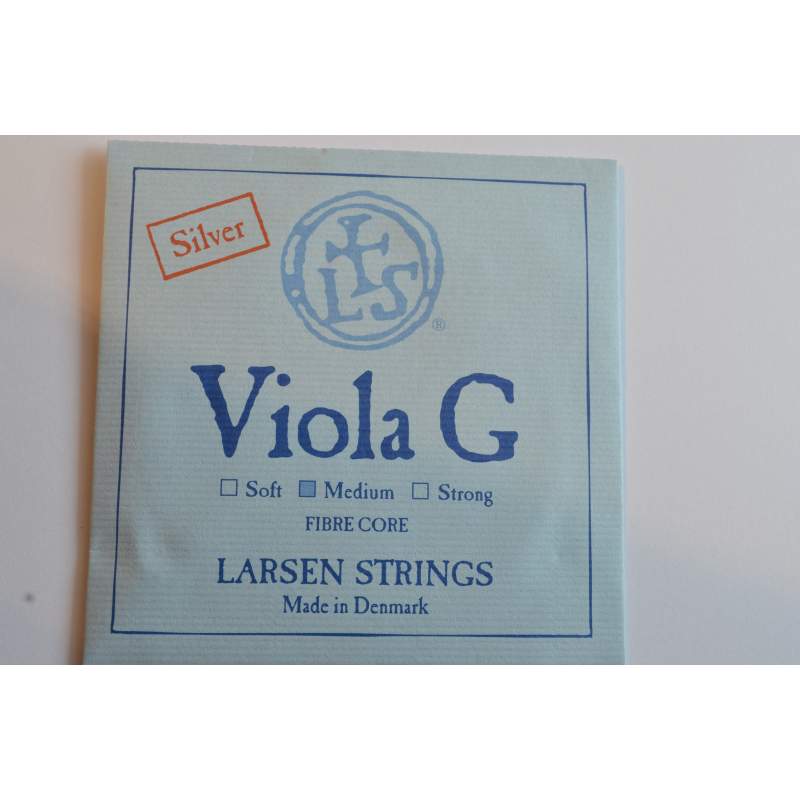 Silver
LS
®
Viola G
Soft Medium Strong
FIBRE CORE
LARSEN STRINGS
Made in Denmark